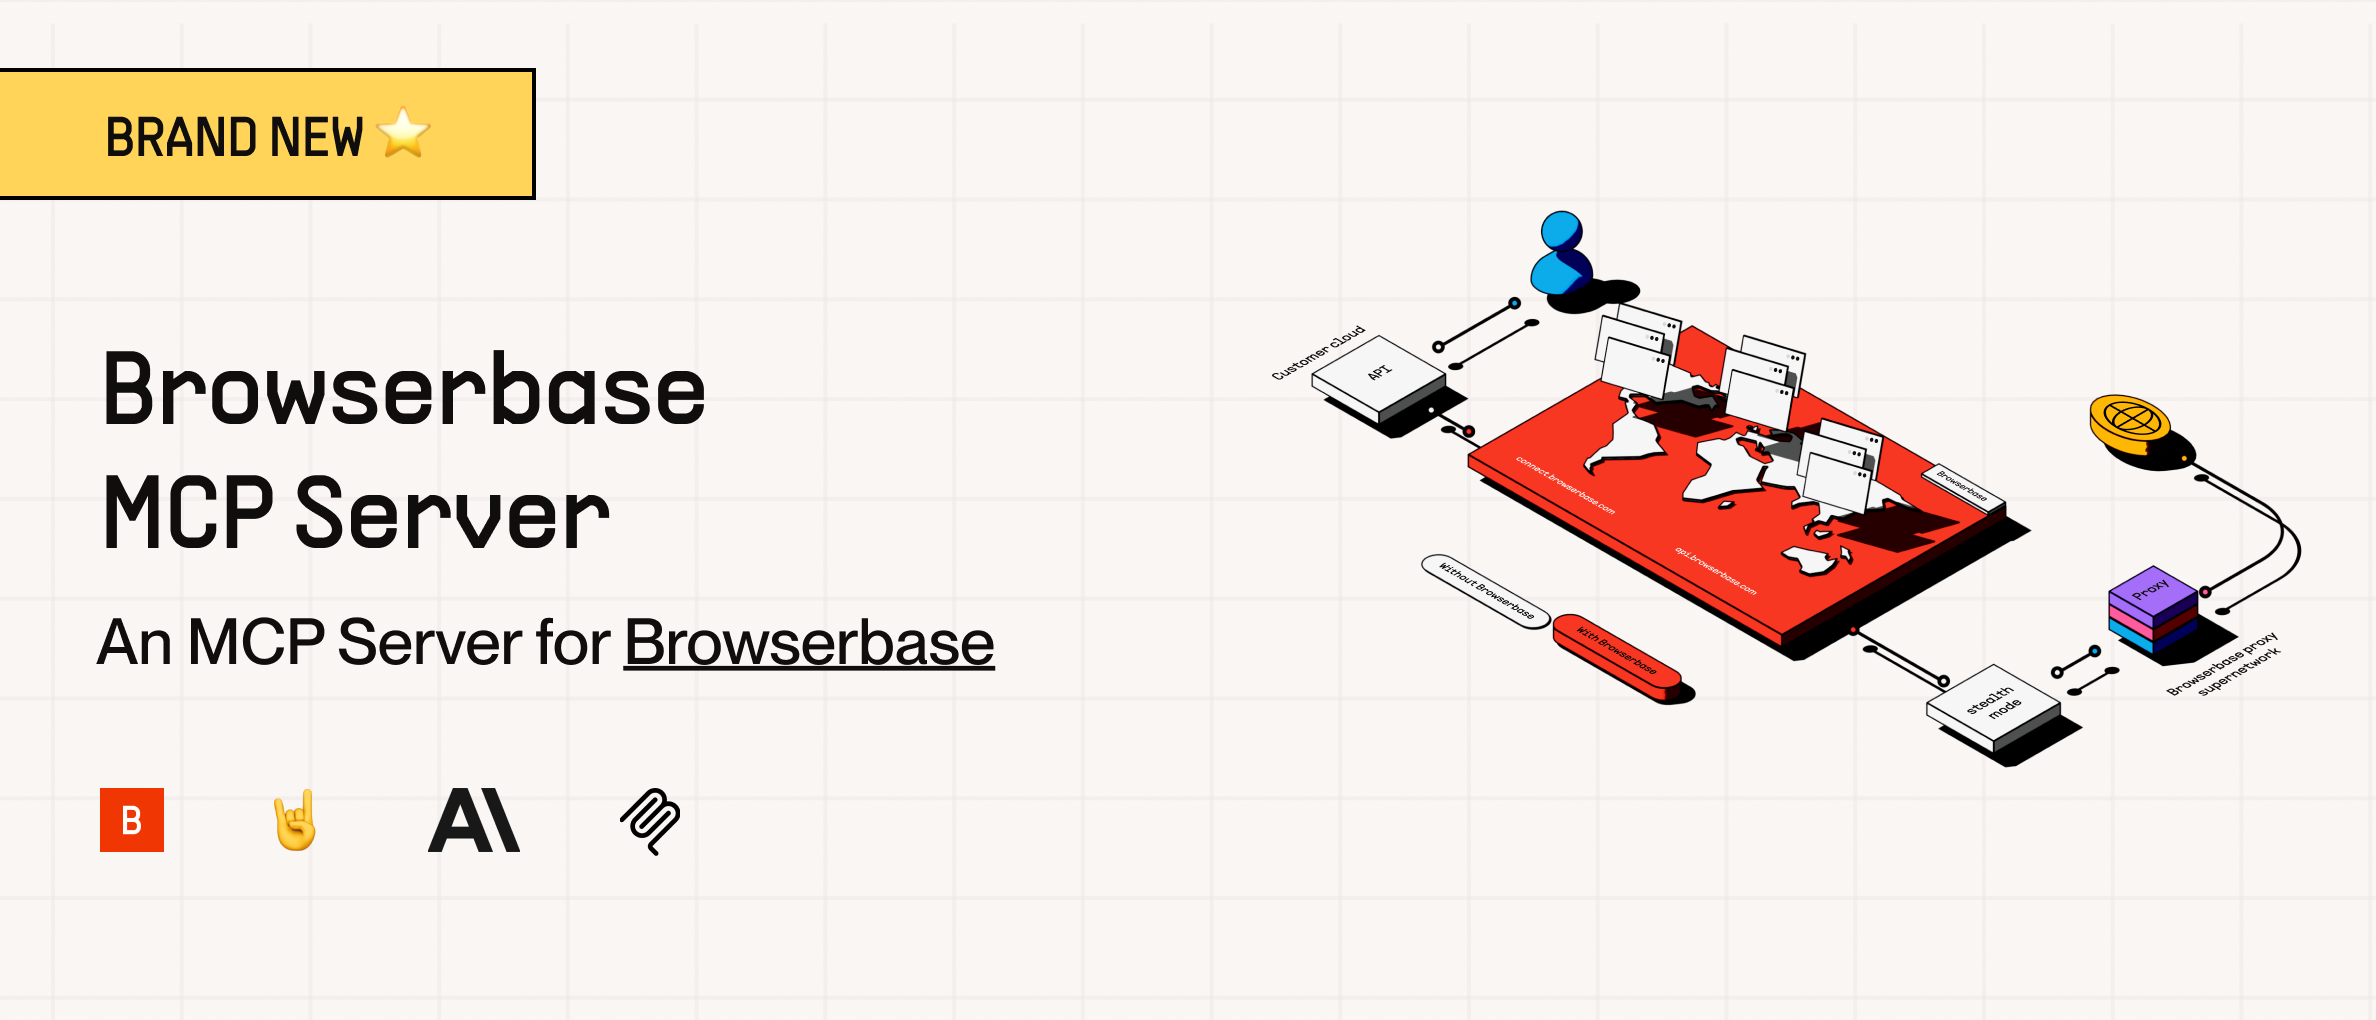 BRAND NEW ⭐
Browserbase
MCP Server
An MCP Server for Browserbase
B
Customer cloud
API
connect.browserbase.com
api.browserbase.com
Browserbase
Without Browserbase
With Browserbase
stealth
mode
Proxy
Browserbase proxy
supernetwork